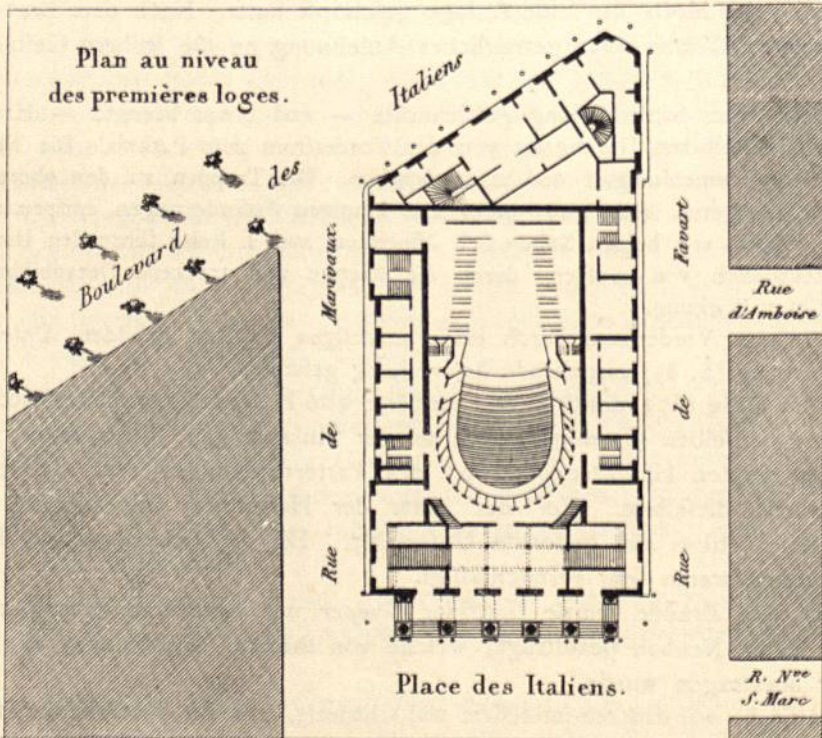 Plan au niveau
des premières loges.
Boulevard des Italiens
Rue de Marivaux.
Rue de Favart
Rue
d'Amboise
R. Nve
S. Marc
Place des Italiens.